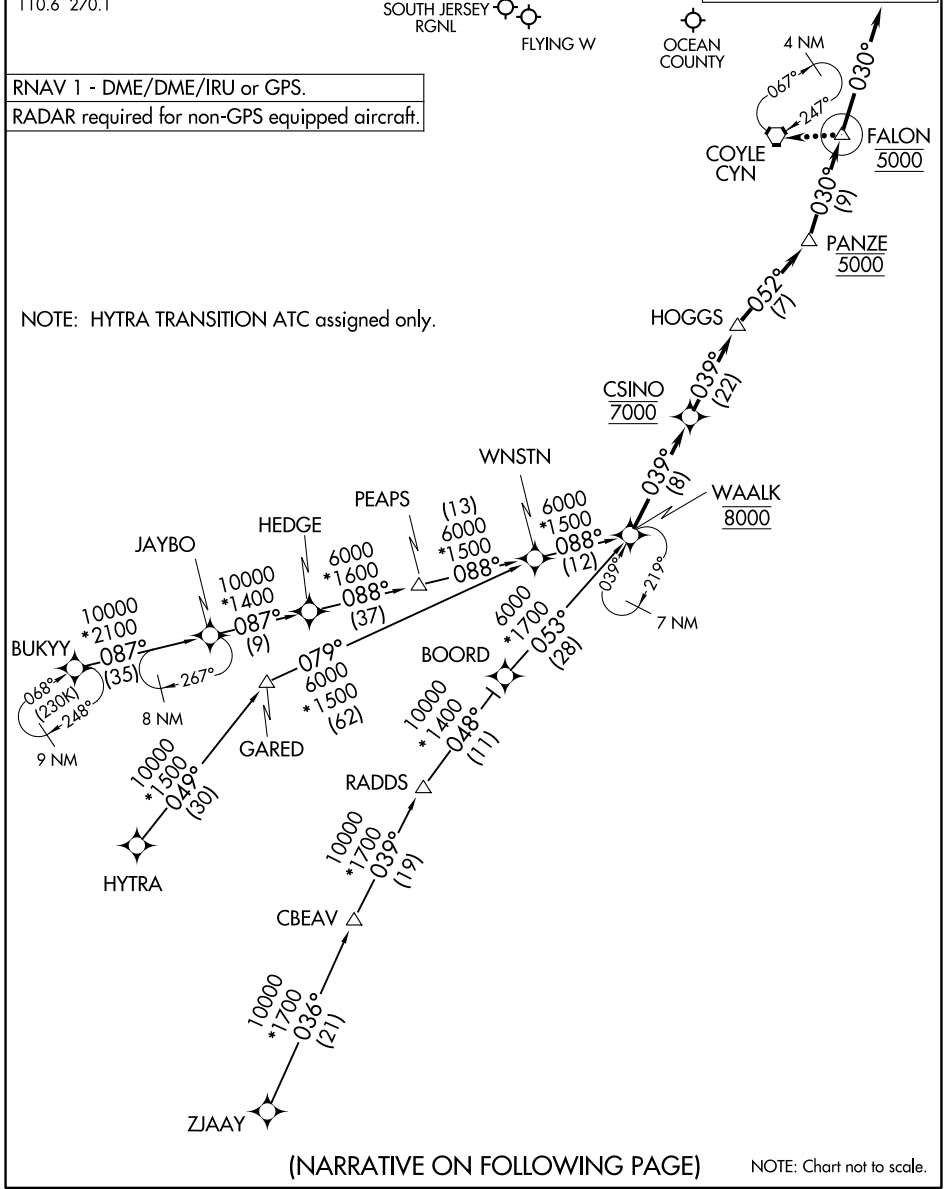 110.6 270.1
SOUTH JERSEY
RGNL
FLYING W
OCEAN
COUNTY
4 NM
030°
RNAV 1 - DME/DME/IRU or GPS.
RADAR required for non-GPS equipped aircraft.
067°
247°
COYLE
CYN
FALON
5000
030°
(9)
PANZE
5000
NOTE: HYTRA TRANSITION ATC assigned only.
052°
(7)
HOGGS
039°
(22)
CSINO
7000
039°
(8)
WAALK
8000
039°
219°
7 NM
WNSTN
6000
*1500
088°
(12)
PEAPS
(13)
6000
*1500
088°
HEDGE
6000
*1600
088°
(37)
JAYBO
10000
*1400
087°
(9)
10000
*2100
087°
(35)
BUKYY
068°
(230K)
248°
9 NM
267°
8 NM
079°
6000
*1500
(62)
GARED
10000
*1500
049°
(30)
HYTRA
6000
*1700
053°
(28)
BOORD
10000
*1400
048°
(11)
RADDS
10000
*1700
039°
(19)
CBEAV
10000
*1700
036°
(21)
ZJAAY
(NARRATIVE ON FOLLOWING PAGE)
NOTE: Chart not to scale.